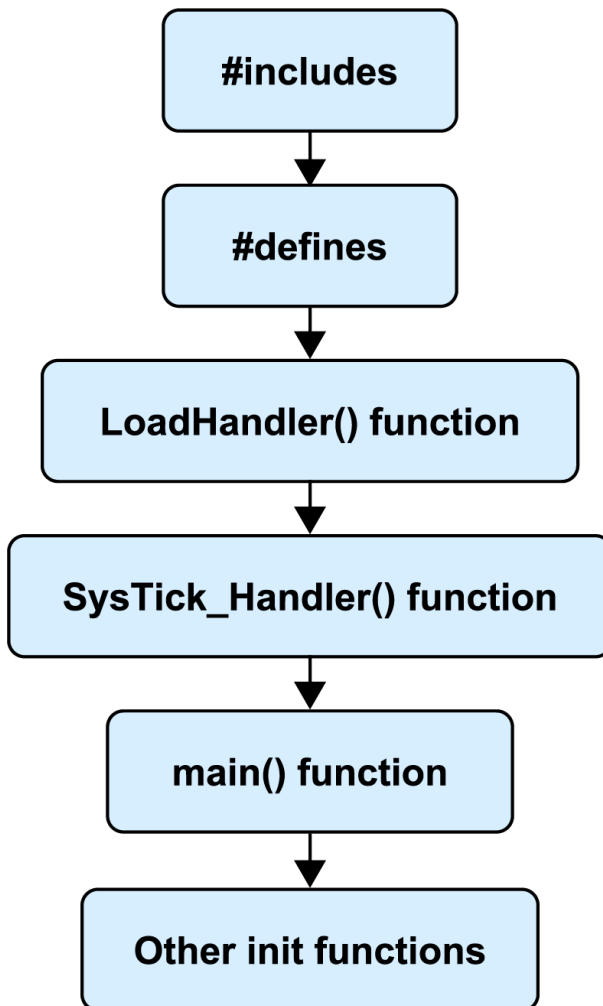 #includes
#defines
LoadHandler() function
SysTick_Handler() function
main() function
Other init functions